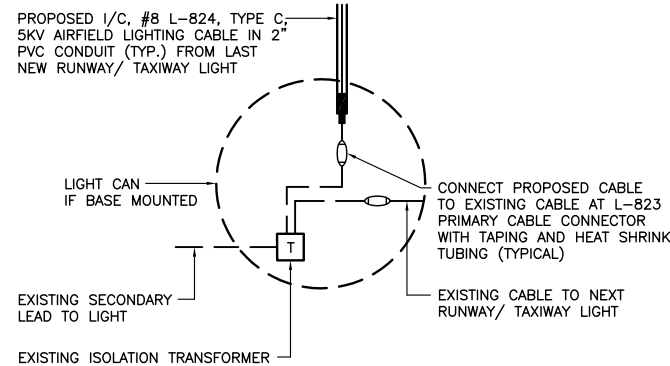 PROPOSED I/C, #8 L-824, TYPE C,
5KV AIRFIELD LIGHTING CABLE IN 2"
PVC CONDUIT (TYP.) FROM LAST
NEW RUNWAY/ TAXIWAY LIGHT
LIGHT CAN
IF BASE MOUNTED
CONNECT PROPOSED CABLE
TO EXISTING CABLE AT L-823
PRIMARY CABLE CONNECTOR
WITH TAPING AND HEAT SHRINK
TUBING (TYPICAL)
T
EXISTING SECONDARY
LEAD TO LIGHT
EXISTING CABLE TO NEXT
RUNWAY/ TAXIWAY LIGHT
EXISTING ISOLATION TRANSFORMER